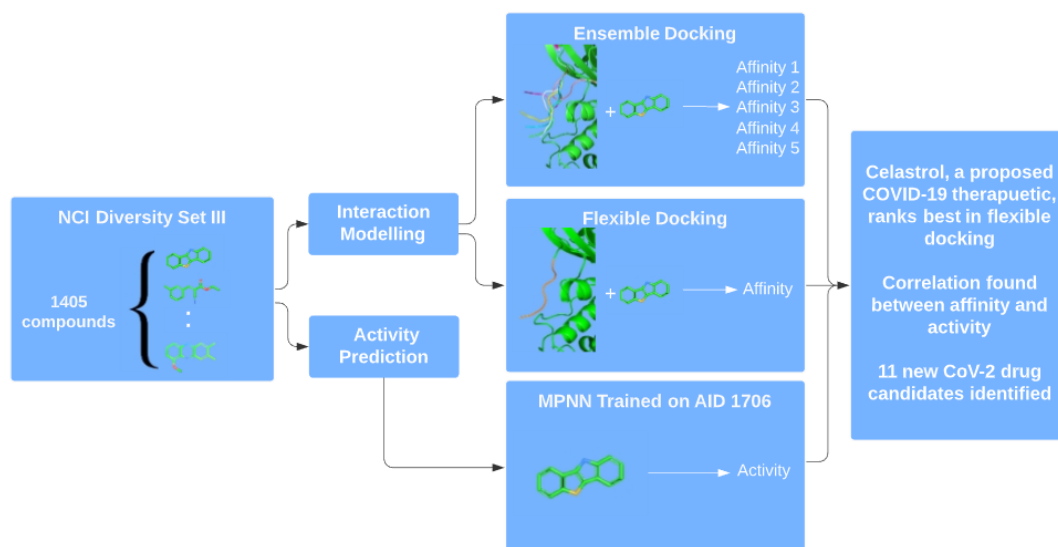 NCI Diversity Set III
1405
compounds
Interaction
Modelling
Activity
Prediction
Ensemble Docking
+
Affinity 1
Affinity 2
Affinity 3
Affinity 4
Affinity 5
Flexible Docking
+
Affinity
MPNN Trained on AID 1706
Activity
Celastrol, a proposed
COVID-19 therapuetic,
ranks best in flexible
docking
Correlation found
between affinity and
activity
11 new CoV-2 drug
candidates identified